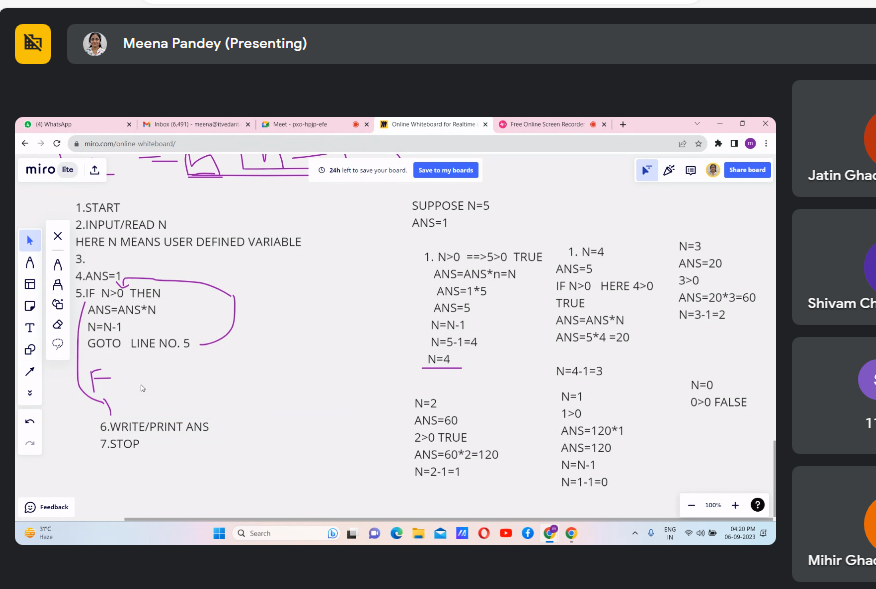 Meena Pandey (Presenting)
(4) WhatsApp
Inbox (6,491) - meena@itvedant
Meet - pxo-hpjp-efe
Online Whiteboard for Realtime
Free Online Screen Recorder
miro.com/online-whiteboard/
miro lite
24h left to save your board.
Save to my boards
Share board
1.START
2.INPUT/READ N
HERE N MEANS USER DEFINED VARIABLE
3.
4.ANS=1
5.IF N>0 THEN
ANS=ANS*N
N=N-1
GOTO LINE NO. 5
F
6.WRITE/PRINT ANS
7.STOP
SUPPOSE N=5
ANS=1
1. N>0 ==>5>0 TRUE
ANS=ANS*n=N
ANS=1*5
ANS=5
N=N-1
N=5-1=4
N=4
1. N=4
ANS=5
IF N>0 HERE 4>0
TRUE
ANS=ANS*N
ANS=5*4 =20
N=4-1=3
N=3
ANS=20
3>0
ANS=20*3=60
N=3-1=2
N=2
ANS=60
2>0 TRUE
ANS=60*2=120
N=2-1=1
N=1
1>0
ANS=120*1
ANS=120
N=N-1
N=1-1=0
N=0
0>0 FALSE
Feedback
100%
31°C
Haze
Search
ENG
IN
04:20 PM
06-09-2023
Jatin Ghad
Shivam Ch
11
Mihir Ghad